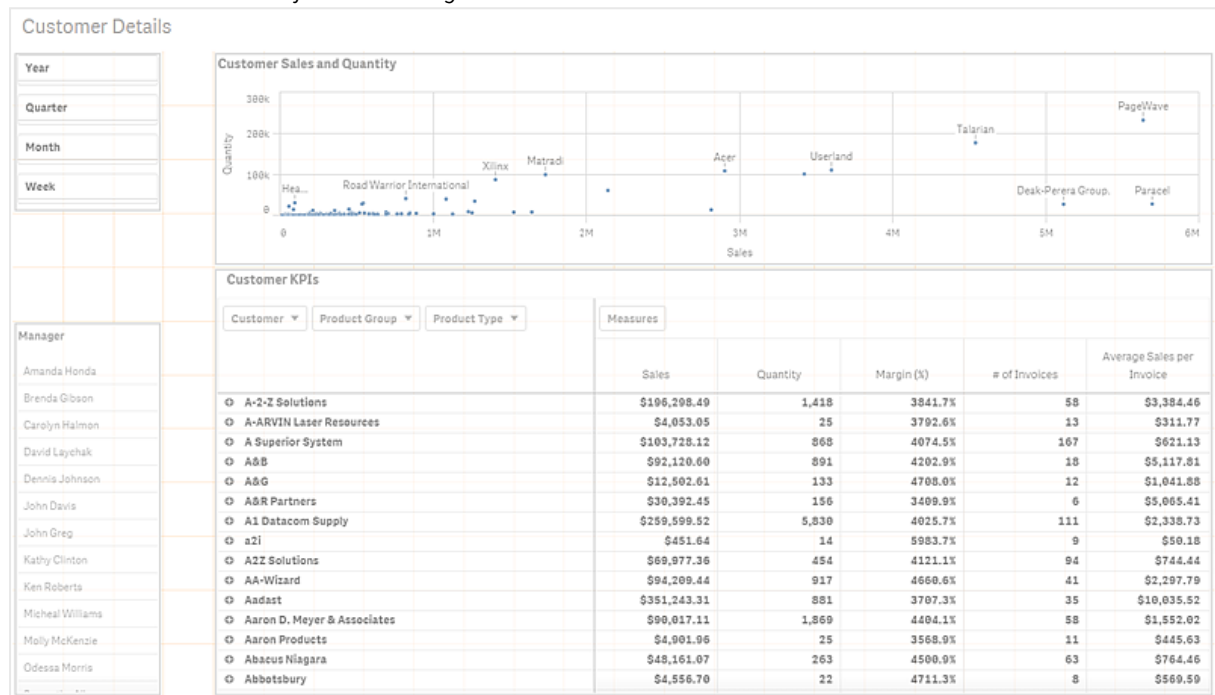 Customer Details
Year
Quarter
Month
Week
Manager
Amanda Honda
Brenda Gibson
Carolyn Halmon
David Laychak
Dennis Johnson
John Davis
John Greg
Kathy Clinton
Ken Roberts
Micheal Williams
Molly McKenzie
Odessa Morris
Customer Sales and Quantity
300k
200k
100k
0
Quantity
PageWave
Talarian
Acer
Userland
Xilinx
Matradi
Hea...
Road Warrior International
Deak-Perera Group.
Paracel
0 1M 2M 3M 4M 5M 6M
Sales
Customer KPIs
Customer Product Group Product Type Measures
Sales Quantity Margin (%) # of Invoices Average Sales per Invoice
A-2-Z Solutions $196,298.49 1,418 3841.7% 58 $3,384.46
A-ARVIN Laser Resources $4,053.05 25 3792.6% 13 $311.77
A Superior System $103,728.12 868 4074.5% 167 $621.13
A&B $92,120.60 891 4202.9% 18 $5,117.81
A&G $12,502.61 133 4708.0% 12 $1,041.88
A&R Partners $30,392.45 156 3409.9% 6 $5,065.41
A1 Datacom Supply $259,599.52 5,830 4025.7% 111 $2,338.73
a2i $451.64 14 5983.7% 9 $50.18
A2Z Solutions $69,977.36 454 4121.1% 94 $744.44
AA-Wizard $94,209.44 917 4660.6% 41 $2,297.79
Aadast $351,243.31 881 3707.3% 35 $10,035.52
Aaron D. Meyer & Associates $90,017.11 1,869 4404.1% 58 $1,552.02
Aaron Products $4,901.96 25 3568.9% 11 $445.63
Abacus Niagara $48,161.07 263 4500.9% 63 $764.46
Abbotsbury $4,556.70 22 4711.3% 8 $569.59